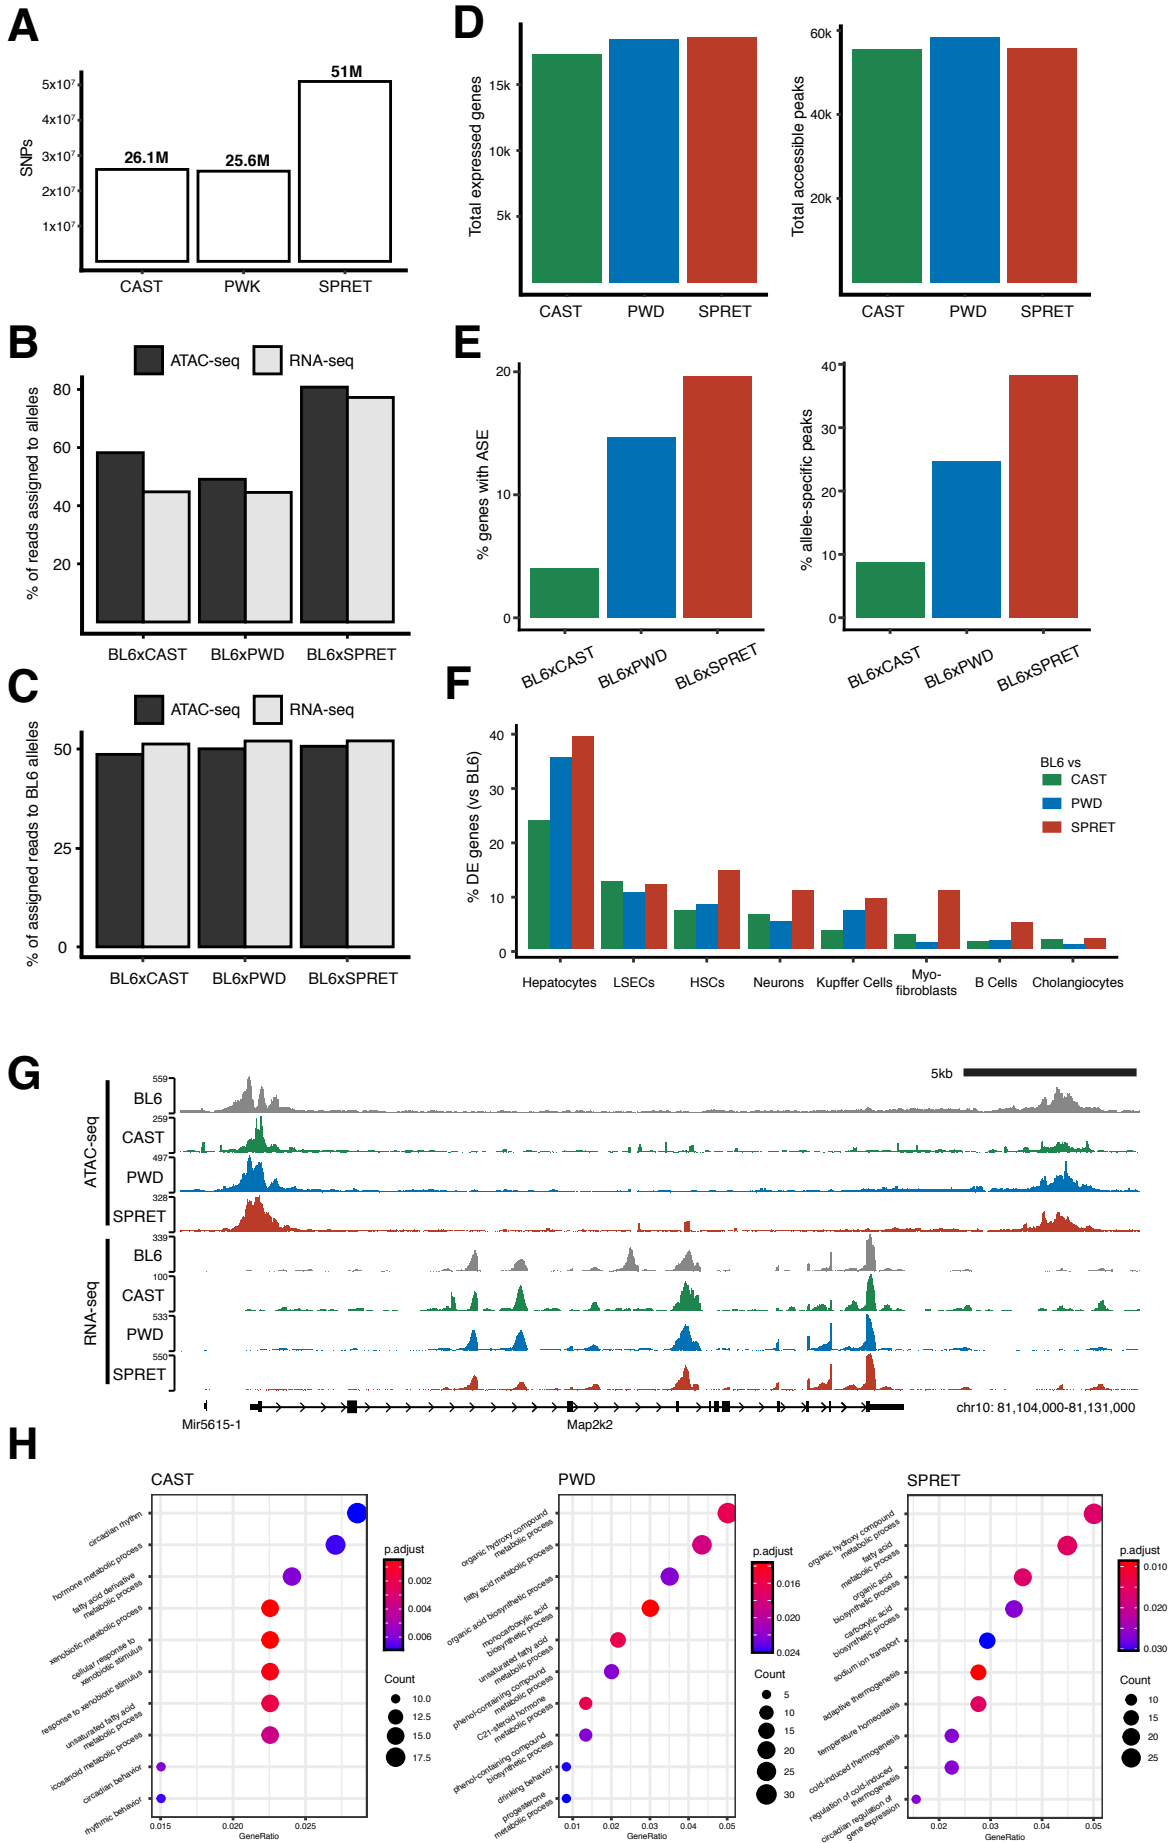 A
SNPs
5x10⁷
4x10⁷
3x10⁷
2x10⁷
1x10⁷
26.1M
25.6M
51M
CAST
PWK
SPRET
B
ATAC-seq
RNA-seq
% of reads assigned to alleles
80
60
40
20
BL6xCAST
BL6xPWD
BL6xSPRET
C
ATAC-seq
RNA-seq
% of assigned reads to BL6 alleles
50
25
0
BL6xCAST
BL6xPWD
BL6xSPRET
D
Total expressed genes
15k
10k
5k
CAST
PWD
SPRET
Total accessible peaks
60k
40k
20k
CAST
PWD
SPRET
E
% genes with ASE
20
10
0
BL6xCAST
BL6xPWD
BL6xSPRET
% allele-specific peaks
40
30
20
10
0
BL6xCAST
BL6xPWD
BL6xSPRET
F
% DE genes (vs BL6)
40
30
20
10
0
BL6 vs
CAST
PWD
SPRET
Hepatocytes
LSECs
HSCs
Neurons
Kupffer Cells
Myo-
fibroblasts
B Cells
Cholangiocytes
G
5kb
ATAC-seq
559
BL6
259
CAST
497
PWD
328
SPRET
RNA-seq
339
BL6
100
CAST
533
PWD
550
SPRET
Mir5615-1
Map2k2
chr10: 81,104,000-81,131,000
H
CAST
circadian rhythm
hormone metabolic process
fatty acid derivative
metabolic process
xenobiotic metabolic process
cellular response to
xenobiotic stimulus
response to xenobiotic stimulus
unsaturated fatty acid
metabolic process
icosanoid metabolic process
circadian behavior
rhythmic behavior
0.015
0.020
0.025
GeneRatio
p.adjust
0.002
0.004
0.006
Count
10.0
12.5
15.0
17.5
PWD
organic hydroxy compound
metabolic process
fatty acid metabolic process
organic acid biosynthetic process
monocarboxylic acid
biosynthetic process
unsaturated fatty acid
metabolic process
phenol-containing compound
metabolic process
C21-steroid hormone
metabolic process
phenol-containing compound
biosynthetic process
drinking behavior
progesterone
metabolic process
0.01
0.02
0.03
0.04
0.05
GeneRatio
p.adjust
0.016
0.020
0.024
Count
5
10
15
20
25
30
SPRET
organic hydroxy compound
metabolic process
fatty acid
metabolic process
organic acid
biosynthetic process
carboxylic acid
biosynthetic process
sodium ion transport
adaptive thermogenesis
temperature homeostasis
cold-induced thermogenesis
regulation of cold-induced
thermogenesis
circadian regulation of
gene expression
0.02
0.03
0.04
0.05
GeneRatio
p.adjust
0.010
0.020
0.030
Count
10
15
20
25